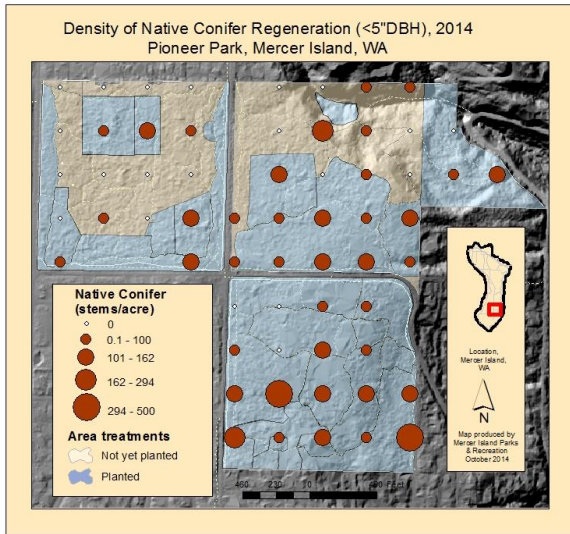 Density of Native Conifer Regeneration (<5"DBH), 2014
Pioneer Park, Mercer Island, WA
Native Conifer
(stems/acre)
0
0.1 - 100
101 - 162
162 - 294
294 - 500
Area treatments
Not yet planted
Planted
Location,
Mercer Island,
WA
N
Map produced by
Mercer Island Parks
& Recreation
October 2014
460 230 0 460 Feet